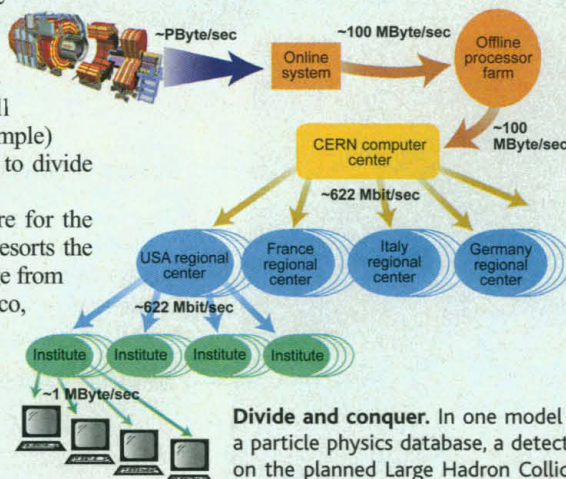 ~PByte/sec
Online
system
~100 MByte/sec
Offline
processor
farm
~100
MByte/sec
CERN computer
center
~622 Mbit/sec
USA regional
center
France
regional
center
Italy
regional
center
Germany
regional
center
~622 Mbit/sec
Institute
Institute
Institute
Institute
~1 MByte/sec
to divide
re for the
resorts the
e from
Divide and conquer. In one model
a particle physics database, a detect
on the planned Large Hadron Collid